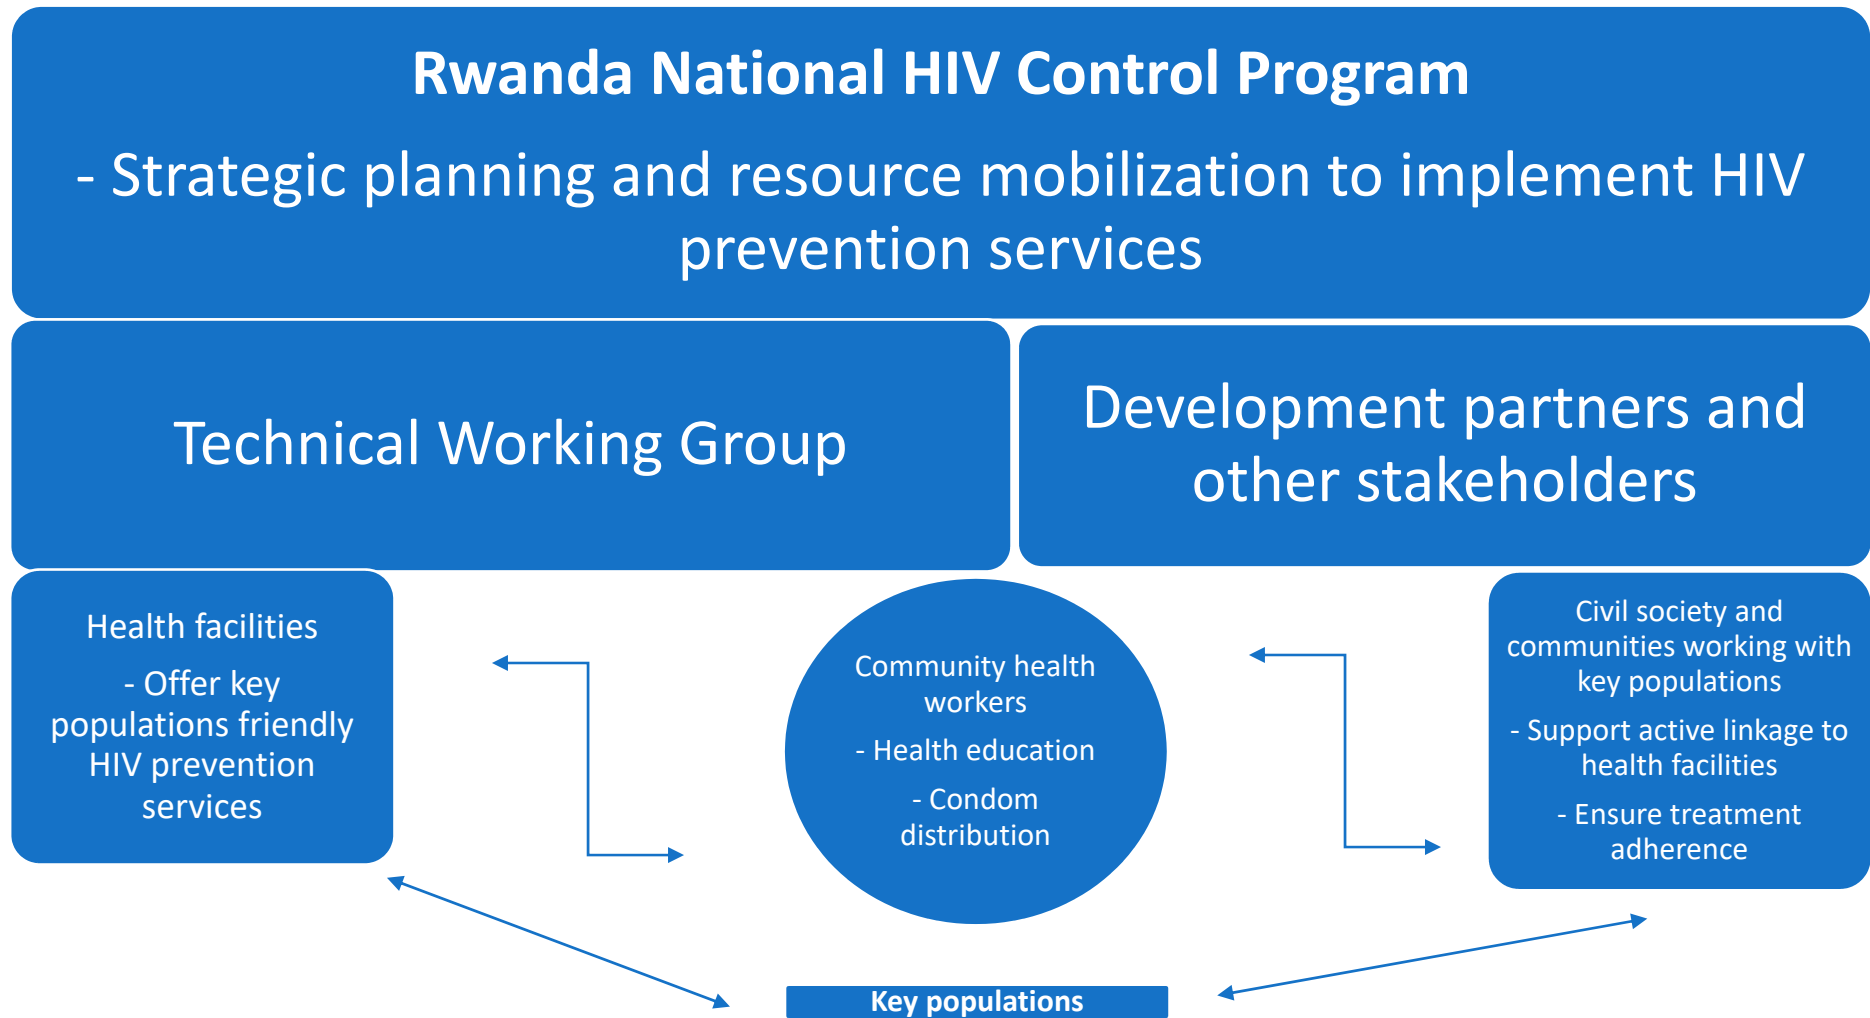 Rwanda National HIV Control Program
- Strategic planning and resource mobilization to implement HIV
prevention services
Technical Working Group
Development partners and
other stakeholders
Health facilities
- Offer key
populations friendly
HIV prevention
services
Community health
workers
- Health education
- Condom
distribution
Civil society and
communities working with
key populations
- Support active linkage to
health facilities
- Ensure treatment
adherence
Key populations